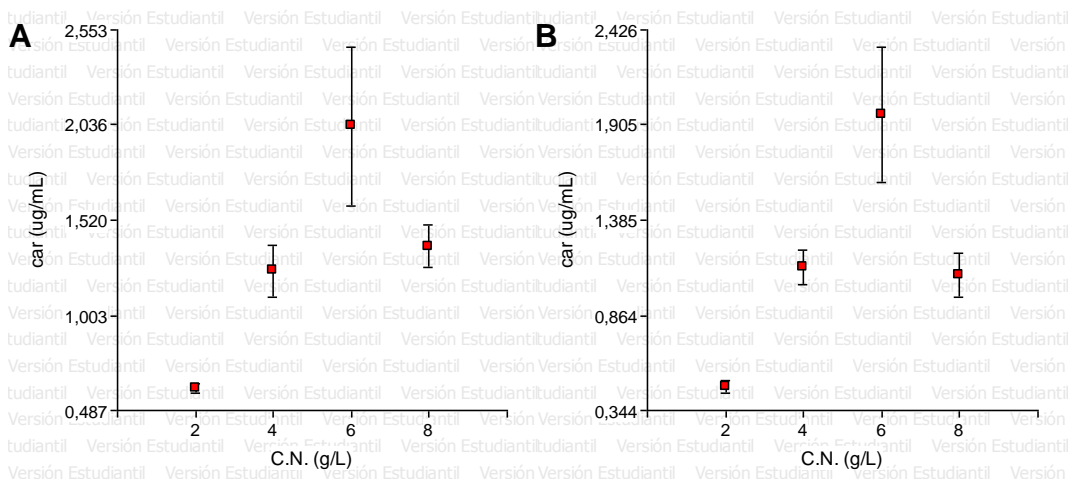 A
2,553
2,036
1,520
1,003
0,487
car (ug/mL)
2 4 6 8
C.N. (g/L)
B
2,426
1,905
1,385
0,864
0,344
car (ug/mL)
2 4 6 8
C.N. (g/L)
Versión Estudiantil